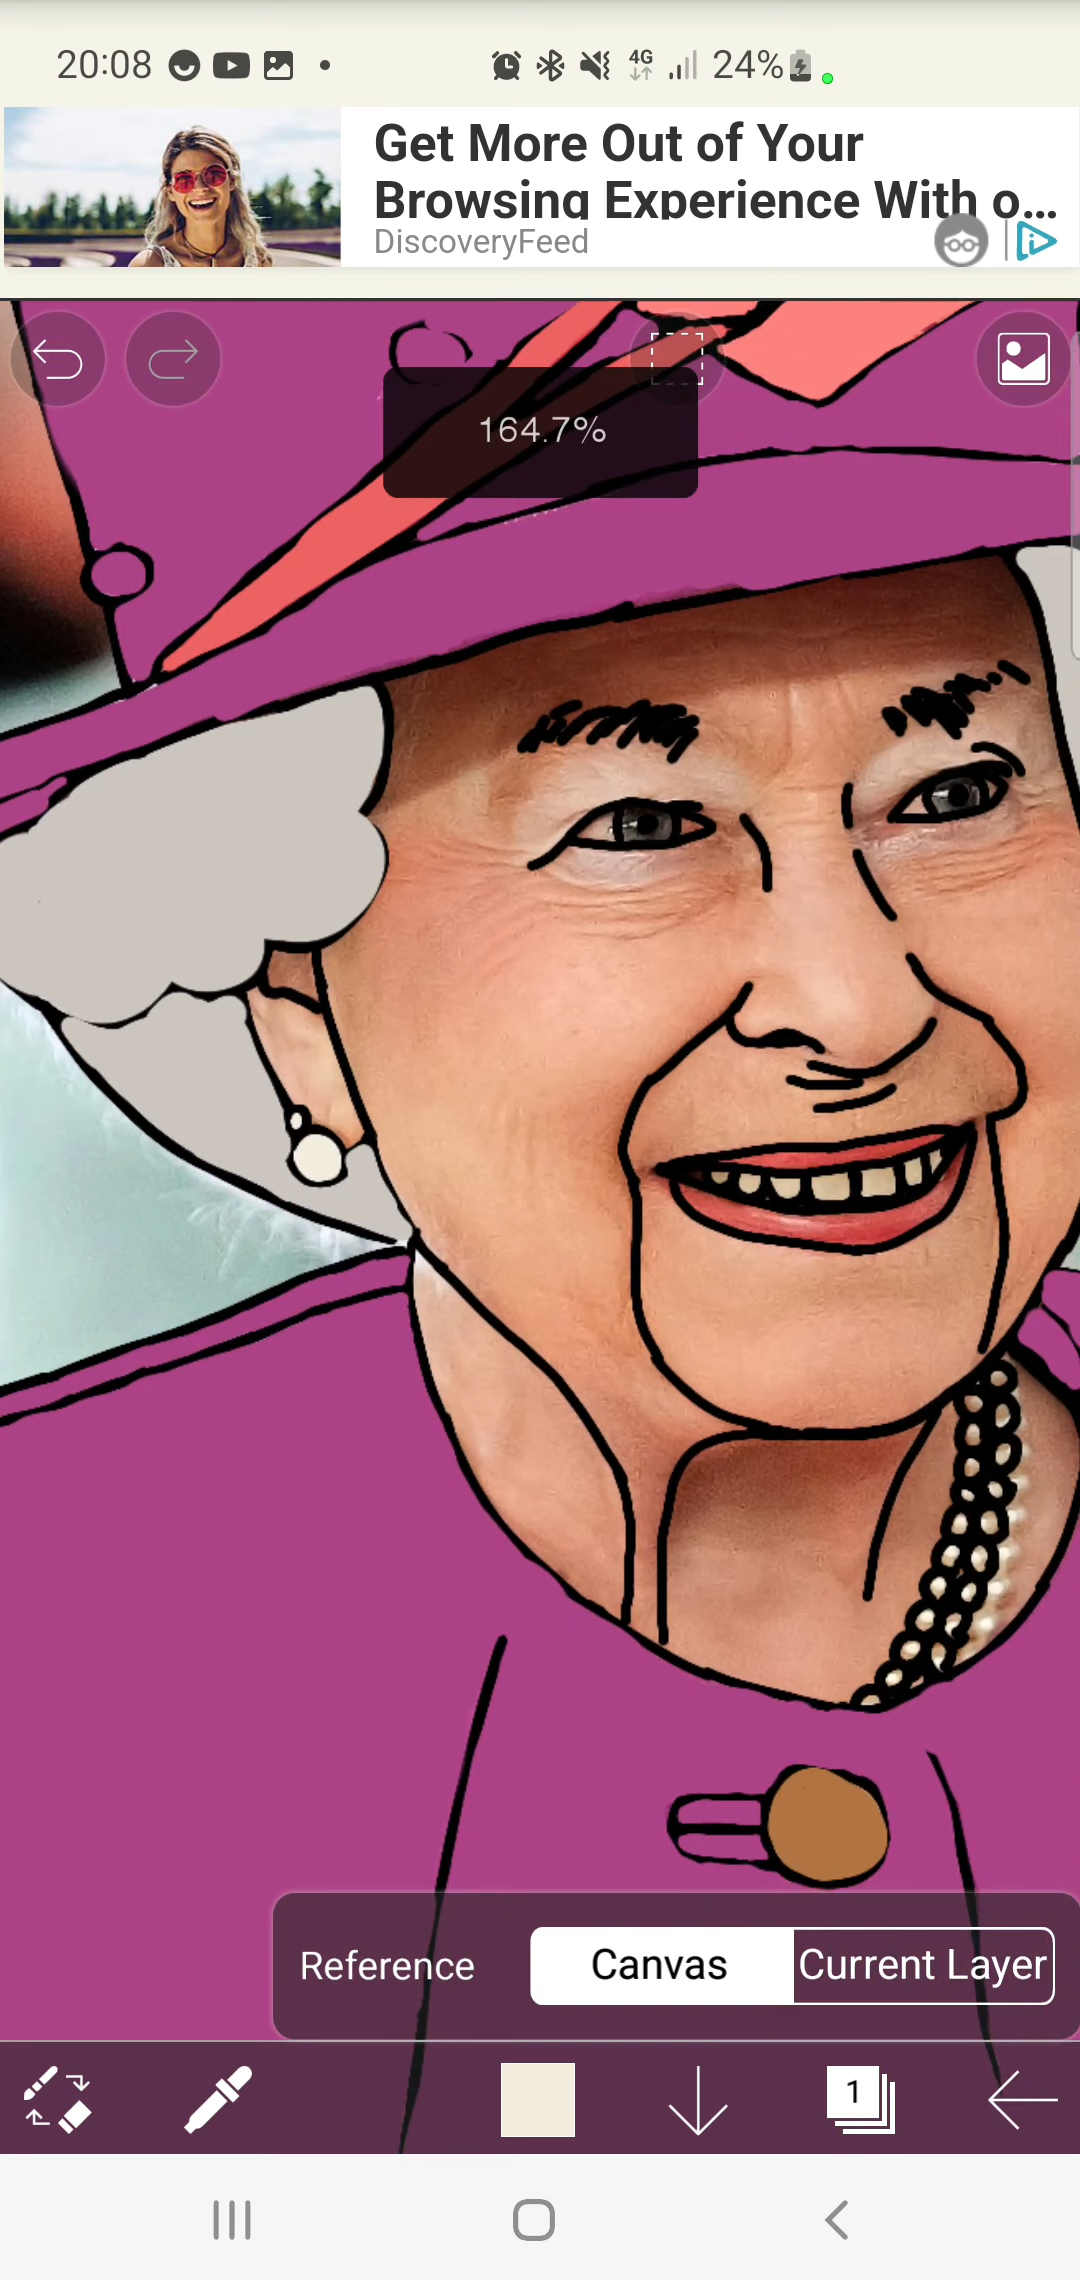 20:08 4G 24%
Get More Out of Your
Browsing Experience With o...
DiscoveryFeed
164.7%
Reference Canvas Current Layer
1